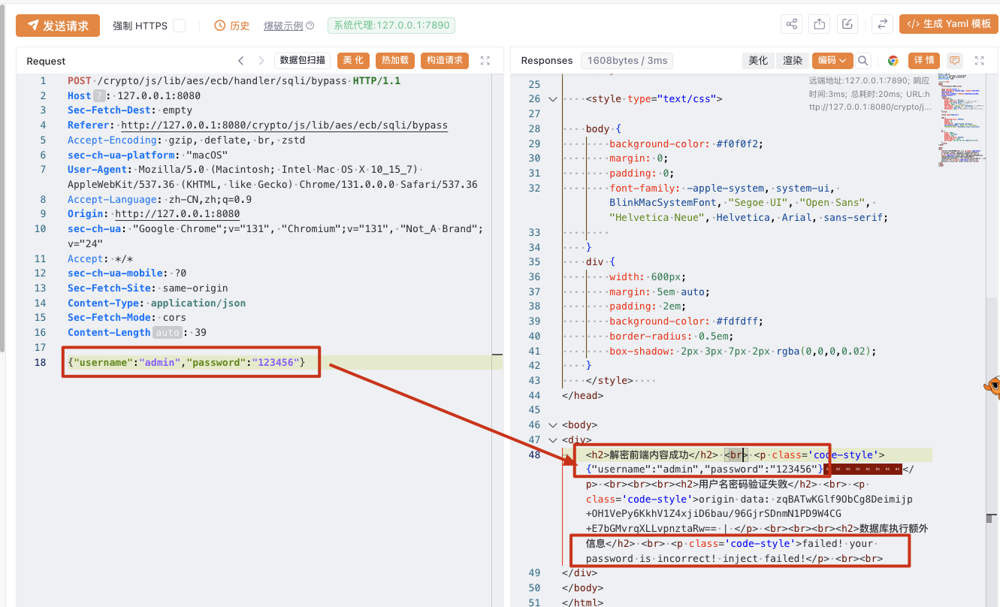 发送请求 强制 HTTPS 历史 爆破示例 系统代理:127.0.0.1:7890 </> 生成 Yaml 模板
Request 数据包扫描 美 化 热加载 构造请求
1 POST /crypto/js/lib/aes/ecb/handler/sqli/bypass HTTP/1.1
2 Host ? : 127.0.0.1:8080
3 Sec-Fetch-Dest: empty
4 Referer: http://127.0.0.1:8080/crypto/js/lib/aes/ecb/sqli/bypass
5 Accept-Encoding: gzip, deflate, br, zstd
6 sec-ch-ua-platform: "macOS"
7 User-Agent: Mozilla/5.0 (Macintosh; Intel Mac OS X 10_15_7)
AppleWebKit/537.36 (KHTML, like Gecko) Chrome/131.0.0.0 Safari/537.36
8 Accept-Language: zh-CN,zh;q=0.9
9 Origin: http://127.0.0.1:8080
10 sec-ch-ua: "Google Chrome";v="131", "Chromium";v="131", "Not_A Brand";
v="24"
11 Accept: */*
12 sec-ch-ua-mobile: ?0
13 Sec-Fetch-Site: same-origin
14 Content-Type: application/json
15 Sec-Fetch-Mode: cors
16 Content-Length auto : 39
17
18 {"username":"admin","password":"123456"}
Responses 1608bytes / 3ms 美化 渲染 编码 详 情
远端地址:127.0.0.1:7890; 响应
时间:3ms; 总耗时:20ms; URL:h
ttp://127.0.0.1:8080/crypto/j...
25
26 <style type="text/css">
27
28 body {
29 background-color: #f0f0f2;
30 margin: 0;
31 padding: 0;
32 font-family: -apple-system, system-ui,
BlinkMacSystemFont, "Segoe UI", "Open Sans",
"Helvetica Neue", Helvetica, Arial, sans-serif;
33
34 }
35 div {
36 width: 600px;
37 margin: 5em auto;
38 padding: 2em;
39 background-color: #fdfdff;
40 border-radius: 0.5em;
41 box-shadow: 2px 3px 7px 2px rgba(0,0,0,0.02);
42 }
43 </style>
44 </head>
45
46 <body>
47 <div>
48 <h2>解密前端内容成功</h2> <br> <p class='code-style'>
{"username":"admin","password":"123456"}</
p> <br><br><br><h2>用户名密码验证失败</h2> <br> <p
class='code-style'>origin data: zqBATwKGlf9ObCg8Deimijp
+OH1VePy6KkhV1Z4xjiD6bau/96GjrSDnmN1PD9W4CG
+E7bGMvrqXLLvpnztaRw== | </p> <br><br><br><h2>数据库执行额外
信息</h2> <br> <p class='code-style'>failed! your
password is incorrect! inject failed!</p> <br><br>
49 </div>
50 </body>
51 </html>